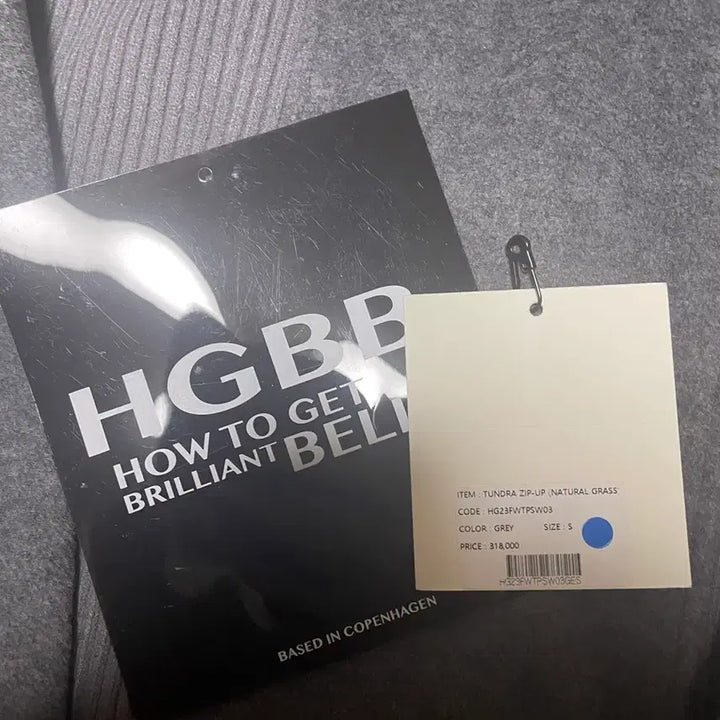 HGBB
HOW TO GET
BRILLIANT
BASED IN COPENHAGEN
ITEM : TUNDRA ZIP-UP (NATURAL GRASS
CODE : HG23FWTPSW03
COLOR : GREY SIZE : S
PRICE : 318,000
HG23FWTPSW03GES